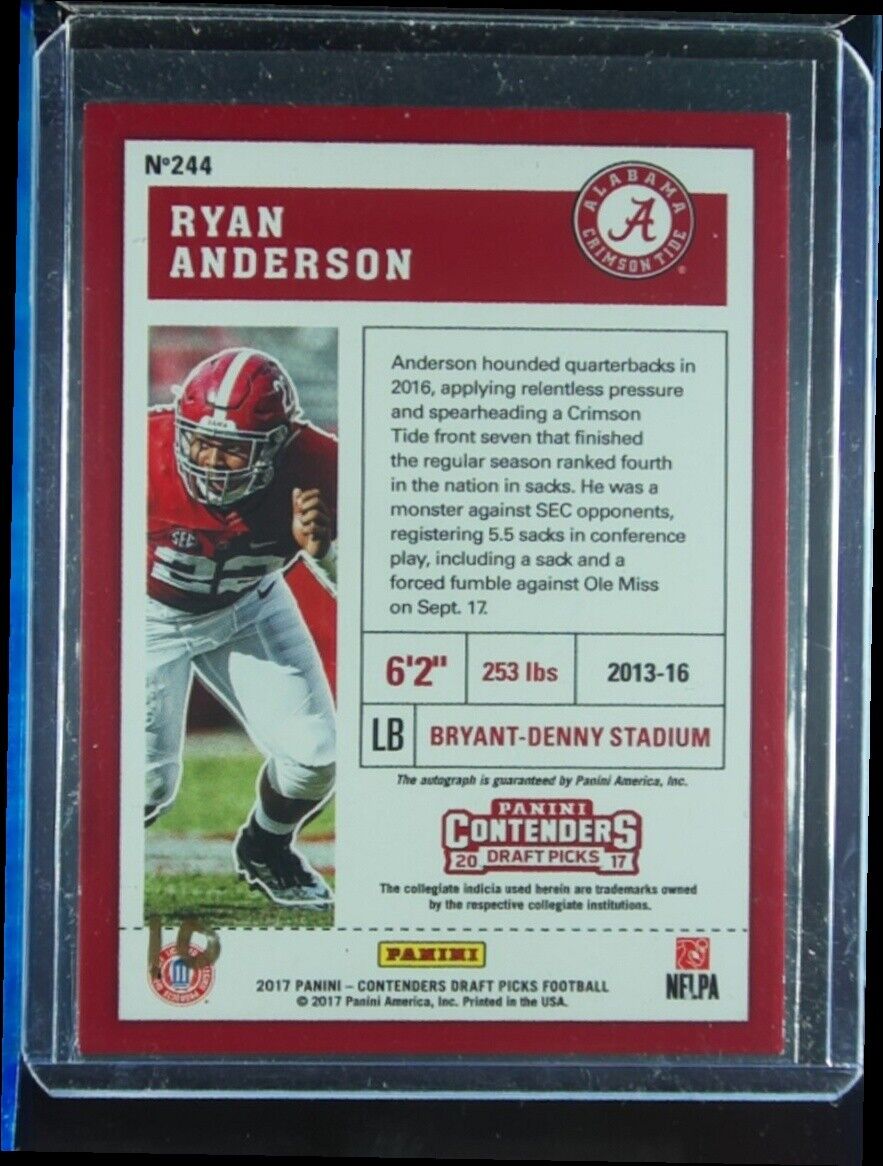 Nº244
RYAN
ANDERSON
ALABAMA
A
CRIMSON TIDE
®
Anderson hounded quarterbacks in
2016, applying relentless pressure
and spearheading a Crimson
Tide front seven that finished
the regular season ranked fourth
in the nation in sacks. He was a
monster against SEC opponents,
registering 5.5 sacks in conference
play, including a sack and a
forced fumble against Ole Miss
on Sept. 17.
BAMA
SEC
22
6'2"
253 lbs
2013-16
LB
BRYANT-DENNY STADIUM
The autograph is guaranteed by Panini America, Inc.
PANINI
CONTENDERS
20 DRAFT PICKS 17
The collegiate indicia used herein are trademarks owned
by the respective collegiate institutions.
PANINI
2017 PANINI – CONTENDERS DRAFT PICKS FOOTBALL
© 2017 Panini America, Inc. Printed in the USA.
NFLPA